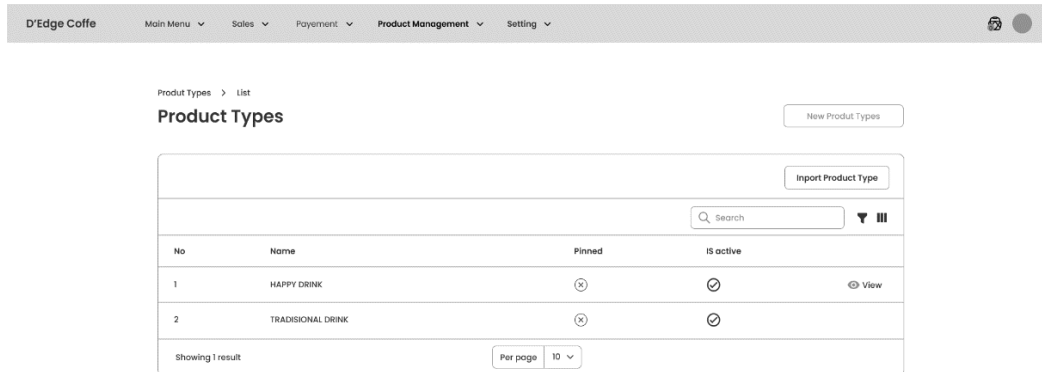 D'Edge Coffe Main Menu Sales Payement Product Management Setting
Produt Types > List
Product Types
New Produt Types
Inport Product Type
Search
No Name Pinned IS active
1 HAPPY DRINK View
2 TRADISIONAL DRINK
Showing 1 result Per page 10